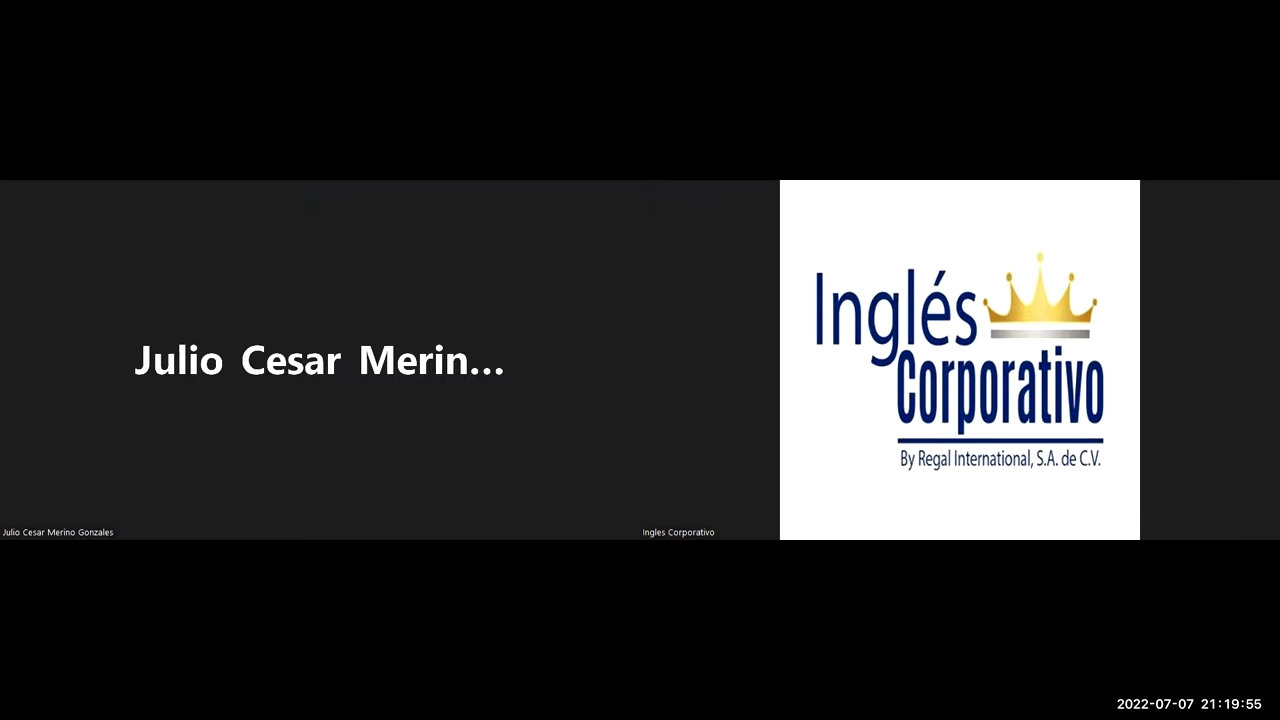 Julio Cesar Merin...
Julio Cesar Merino Gonzales
Inglés
Corporativo
By Regal International, S.A. de C.V.
Ingles Corporativo
2022-07-07 21:19:55